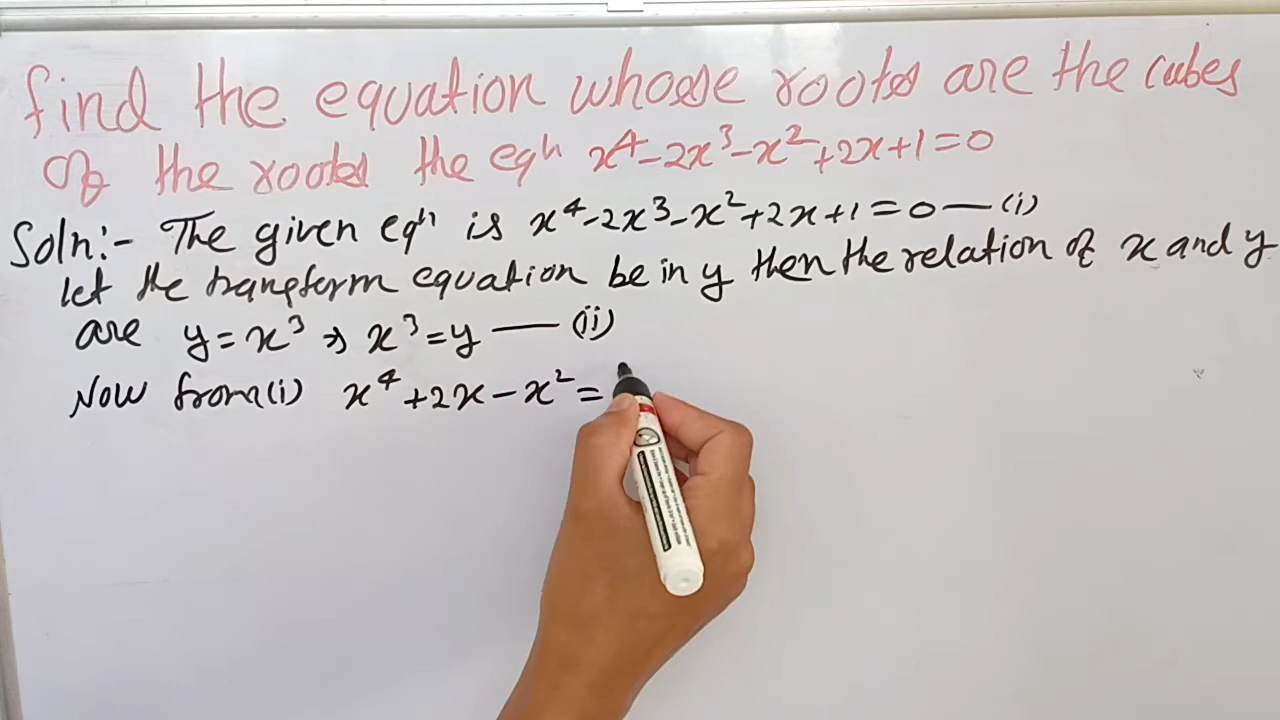 find the equation whose roots are the cubes
Of the roots the eqn x⁴-2x³-x²+2x+1=0
Soln:- The given eqⁿ is x⁴-2x³-x²+2x+1=0—(i)
let the transform equation be in y then the relation of x and y
are y=x³ ⇒ x³=y —(ii)
Now from(i) x⁴+2x-x²=